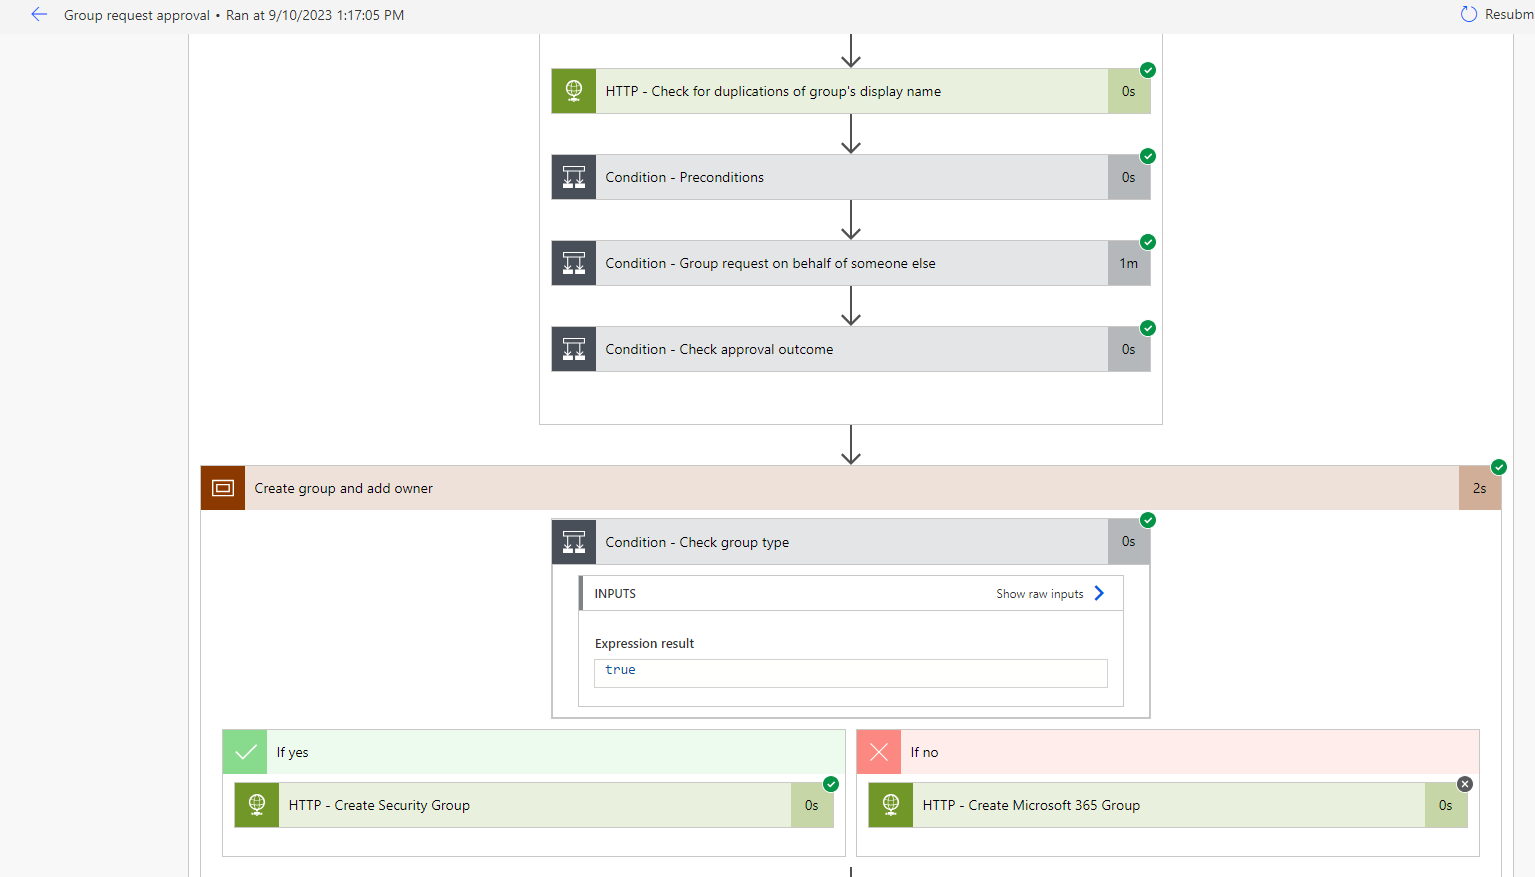 Group request approval • Ran at 9/10/2023 1:17:05 PM
Resubm
HTTP - Check for duplications of group's display name
0s
Condition - Preconditions
0s
Condition - Group request on behalf of someone else
1m
Condition - Check approval outcome
0s
Create group and add owner
2s
Condition - Check group type
0s
INPUTS
Show raw inputs
Expression result
true
If yes
If no
HTTP - Create Security Group
0s
HTTP - Create Microsoft 365 Group
0s